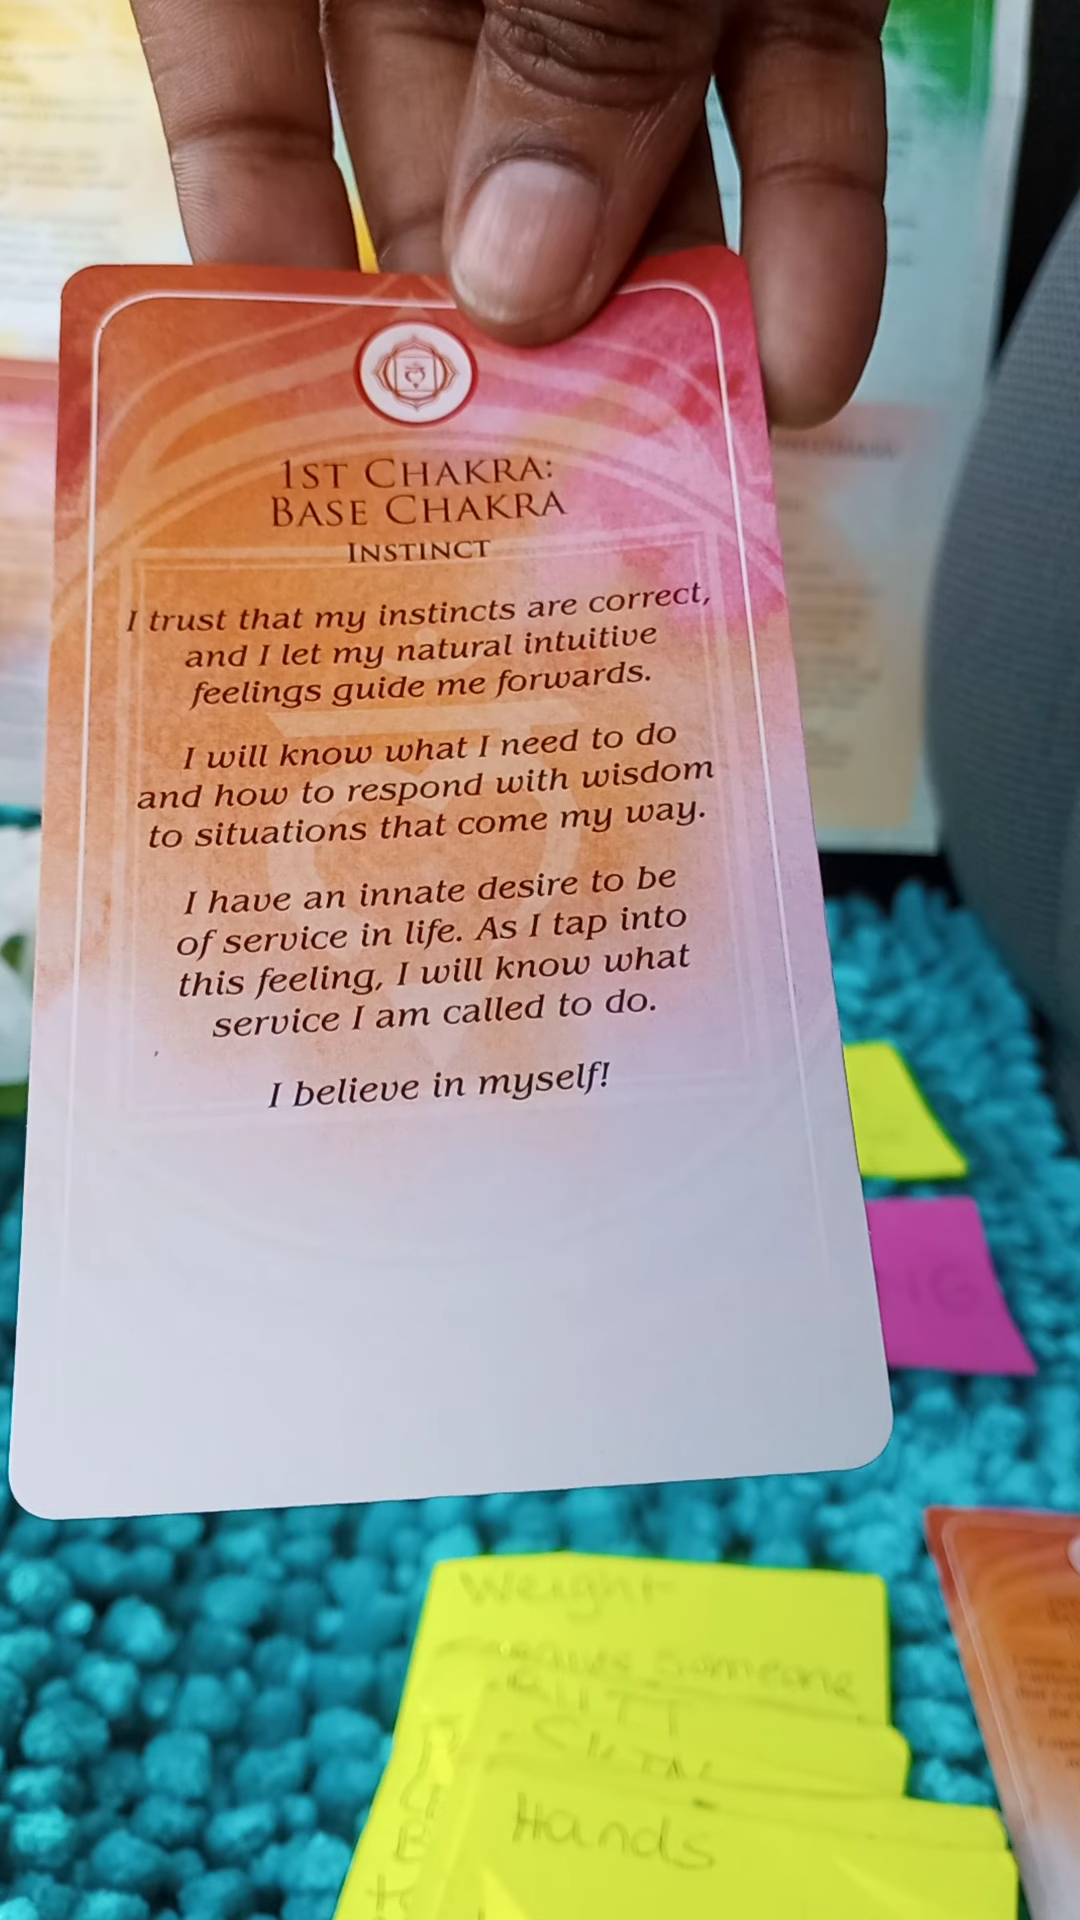 1ST CHAKRA:
BASE CHAKRA
INSTINCT
I trust that my instincts are correct,
and I let my natural intuitive
feelings guide me forwards.
I will know what I need to do
and how to respond with wisdom
to situations that come my way.
I have an innate desire to be
of service in life. As I tap into
this feeling, I will know what
service I am called to do.
I believe in myself!
Weight
someone
Hands